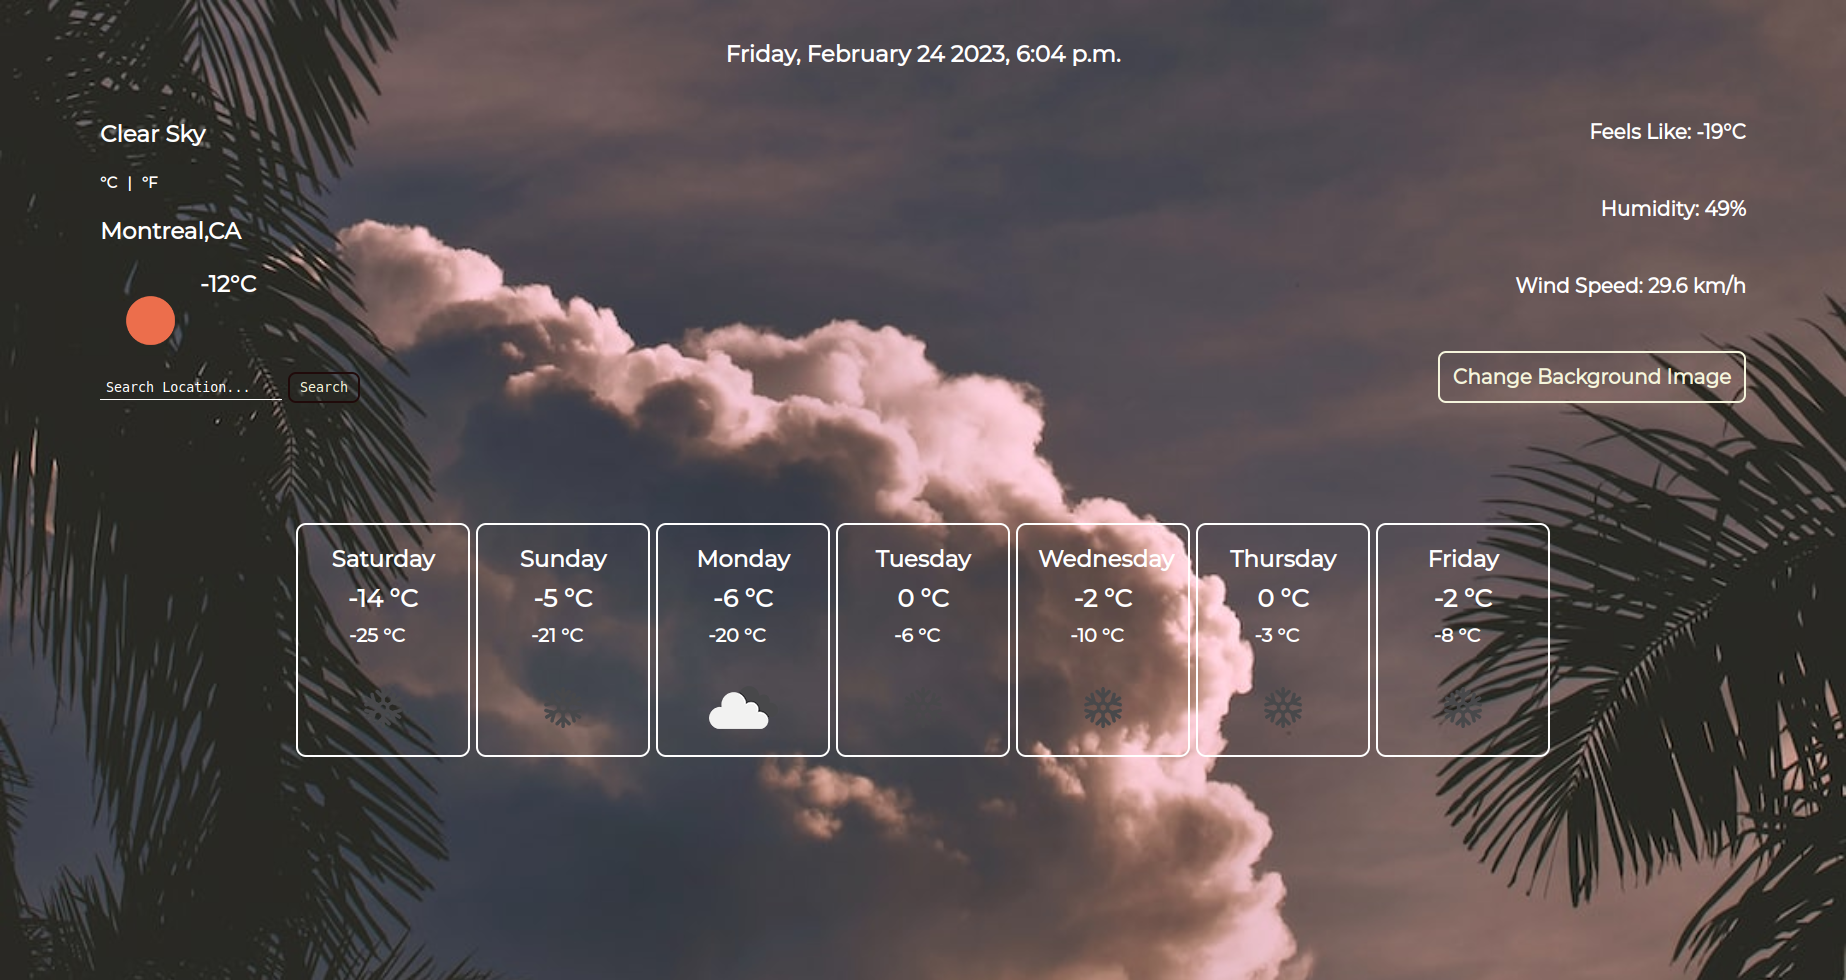 Friday, February 24 2023, 6:04 p.m.
Clear Sky
°C | °F
Montreal,CA
-12°C
Search Location... Search
Feels Like: -19°C
Humidity: 49%
Wind Speed: 29.6 km/h
Change Background Image
Saturday
-14 °C
-25 °C
Sunday
-5 °C
-21 °C
Monday
-6 °C
-20 °C
Tuesday
0 °C
-6 °C
Wednesday
-2 °C
-10 °C
Thursday
0 °C
-3 °C
Friday
-2 °C
-8 °C